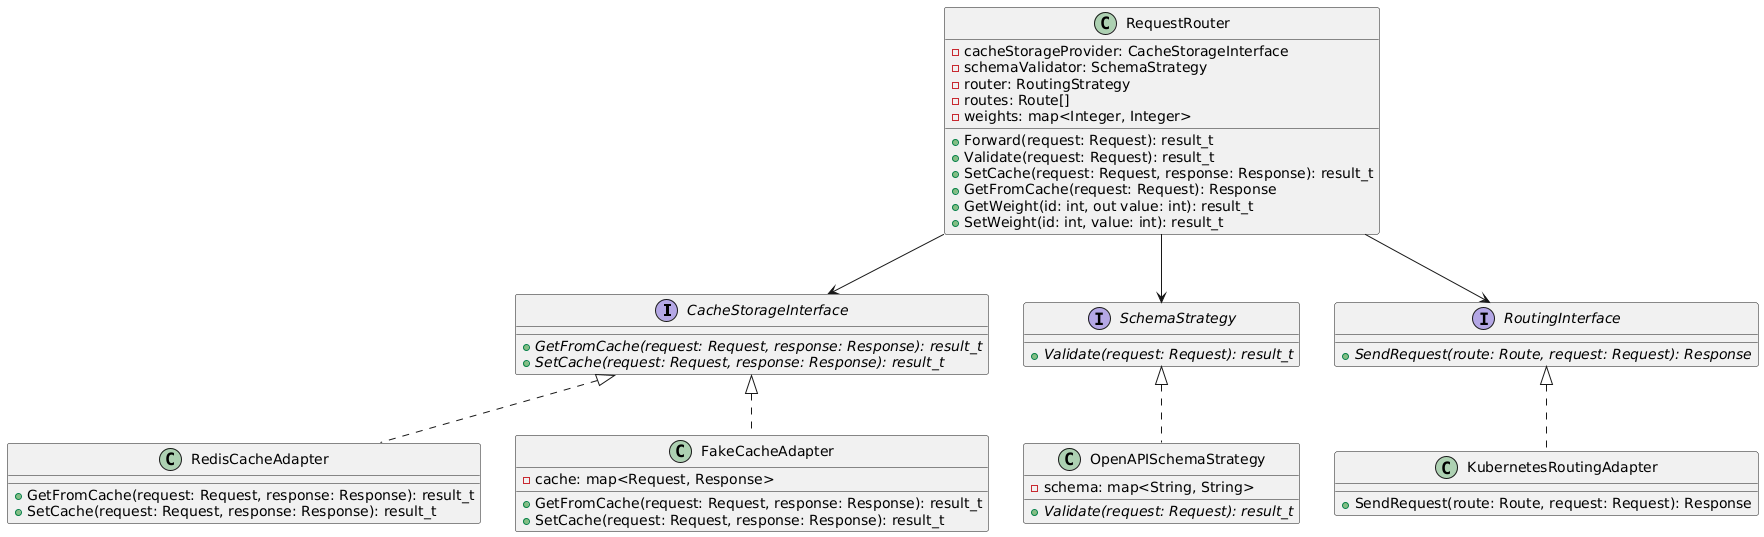 C RequestRouter
cacheStorageProvider: CacheStorageInterface
schemaValidator: SchemaStrategy
router: RoutingStrategy
routes: Route[]
weights: map<Integer, Integer>
Forward(request: Request): result_t
Validate(request: Request): result_t
SetCache(request: Request, response: Response): result_t
GetFromCache(request: Request): Response
GetWeight(id: int, out value: int): result_t
SetWeight(id: int, value: int): result_t
I CacheStorageInterface
GetFromCache(request: Request, response: Response): result_t
SetCache(request: Request, response: Response): result_t
I SchemaStrategy
Validate(request: Request): result_t
I RoutingInterface
SendRequest(route: Route, request: Request): Response
C RedisCacheAdapter
GetFromCache(request: Request, response: Response): result_t
SetCache(request: Request, response: Response): result_t
C FakeCacheAdapter
cache: map<Request, Response>
GetFromCache(request: Request, response: Response): result_t
SetCache(request: Request, response: Response): result_t
C OpenAPISchemaStrategy
schema: map<String, String>
Validate(request: Request): result_t
C KubernetesRoutingAdapter
SendRequest(route: Route, request: Request): Response